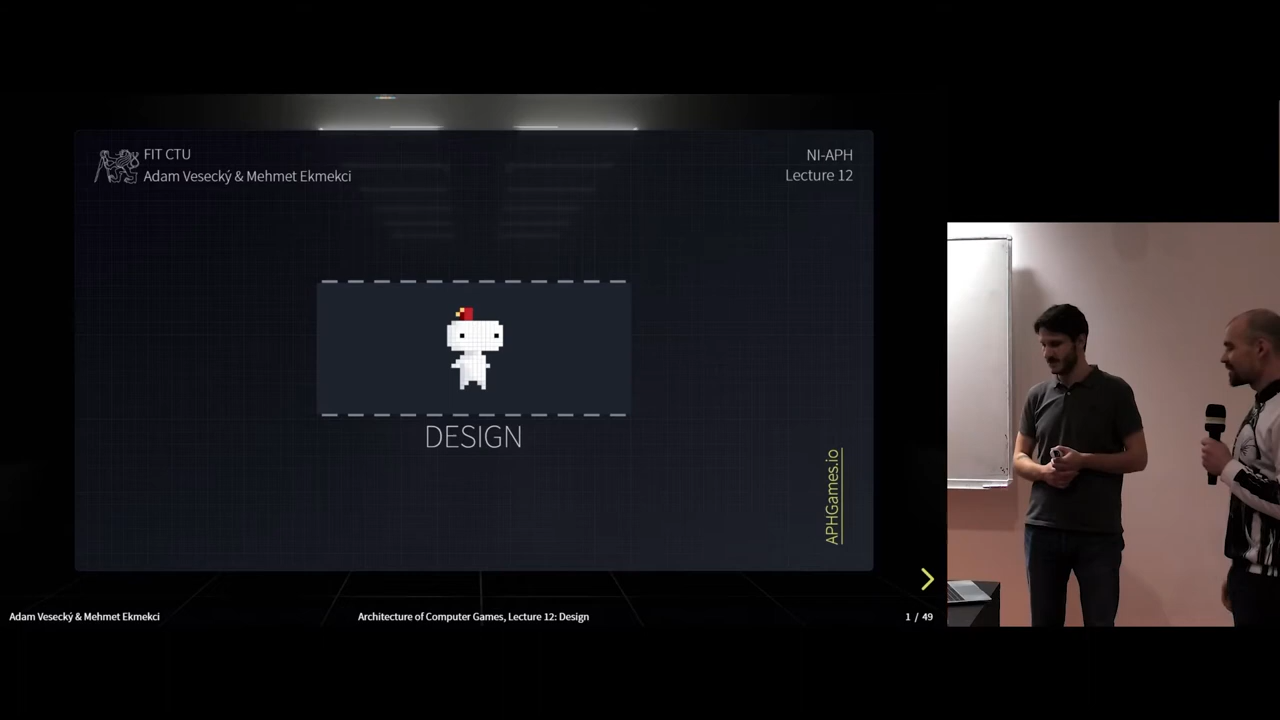 FIT CTU
Adam Vesecký & Mehmet Ekmekci
NI-APH
Lecture 12
DESIGN
APHGames.io
Adam Vesecký & Mehmet Ekmekci
Architecture of Computer Games, Lecture 12: Design
1 / 49